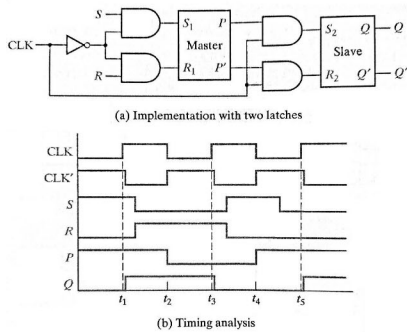 S
S₁
P
S₂
Q
Q
CLK
Master
Slave
R
R₁
P'
R₂
Q'
Q'
(a) Implementation with two latches
CLK
CLK'
S
R
P
Q
t₁ t₂ t₃ t₄ t₅
(b) Timing analysis